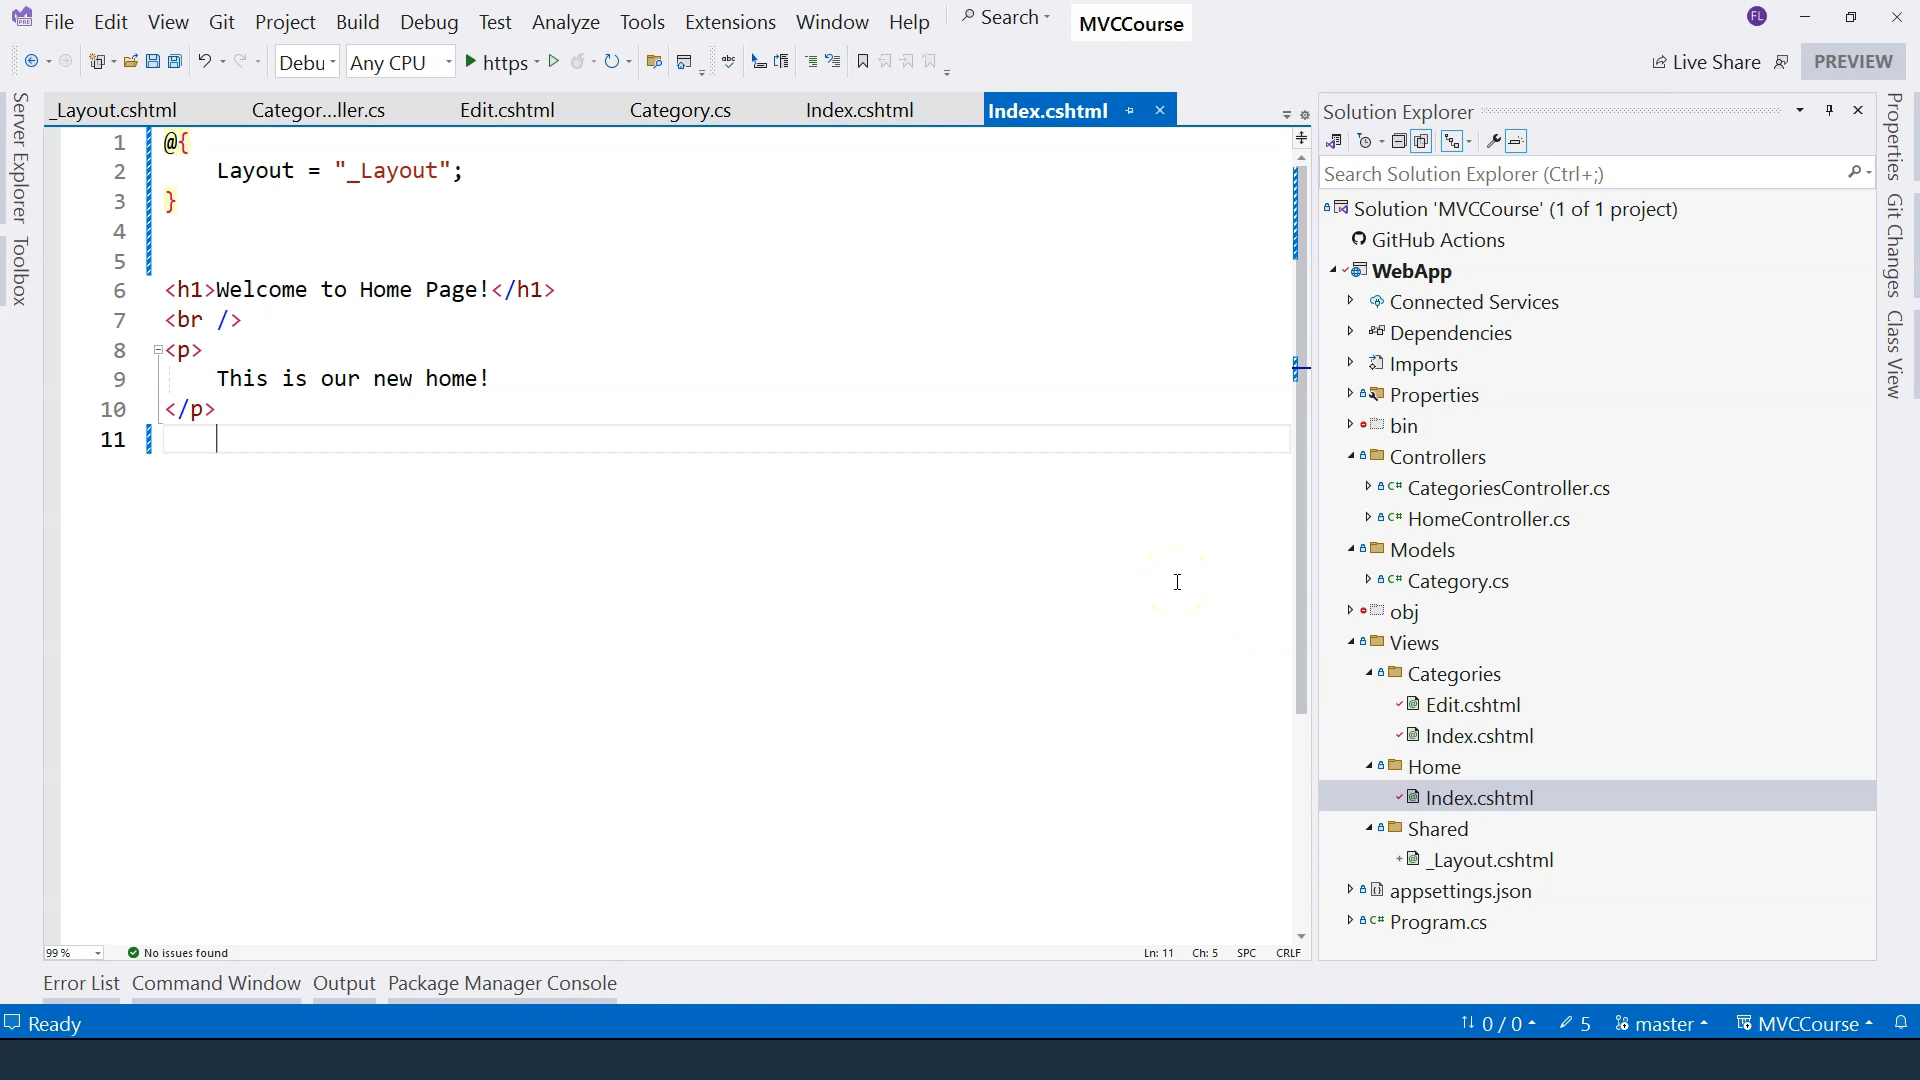 File Edit View Git Project Build Debug Test Analyze Tools Extensions Window Help Search MVCCourse FL
Debu Any CPU https Live Share PREVIEW
_Layout.cshtml Categor...ller.cs Edit.cshtml Category.cs Index.cshtml Index.cshtml
Server Explorer
Toolbox
1 @{
2 Layout = "_Layout";
3 }
4
5
6 <h1>Welcome to Home Page!</h1>
7 <br />
8 <p>
9 This is our new home!
10 </p>
11
99 % No issues found Ln: 11 Ch: 5 SPC CRLF
Solution Explorer
Search Solution Explorer (Ctrl+;)
Solution 'MVCCourse' (1 of 1 project)
GitHub Actions
WebApp
Connected Services
Dependencies
Imports
Properties
bin
Controllers
C# CategoriesController.cs
C# HomeController.cs
Models
C# Category.cs
obj
Views
Categories
Edit.cshtml
Index.cshtml
Home
Index.cshtml
Shared
_Layout.cshtml
appsettings.json
C# Program.cs
Properties
Git Changes
Class View
Error List Command Window Output Package Manager Console
Ready 0 / 0 5 master MVCCourse